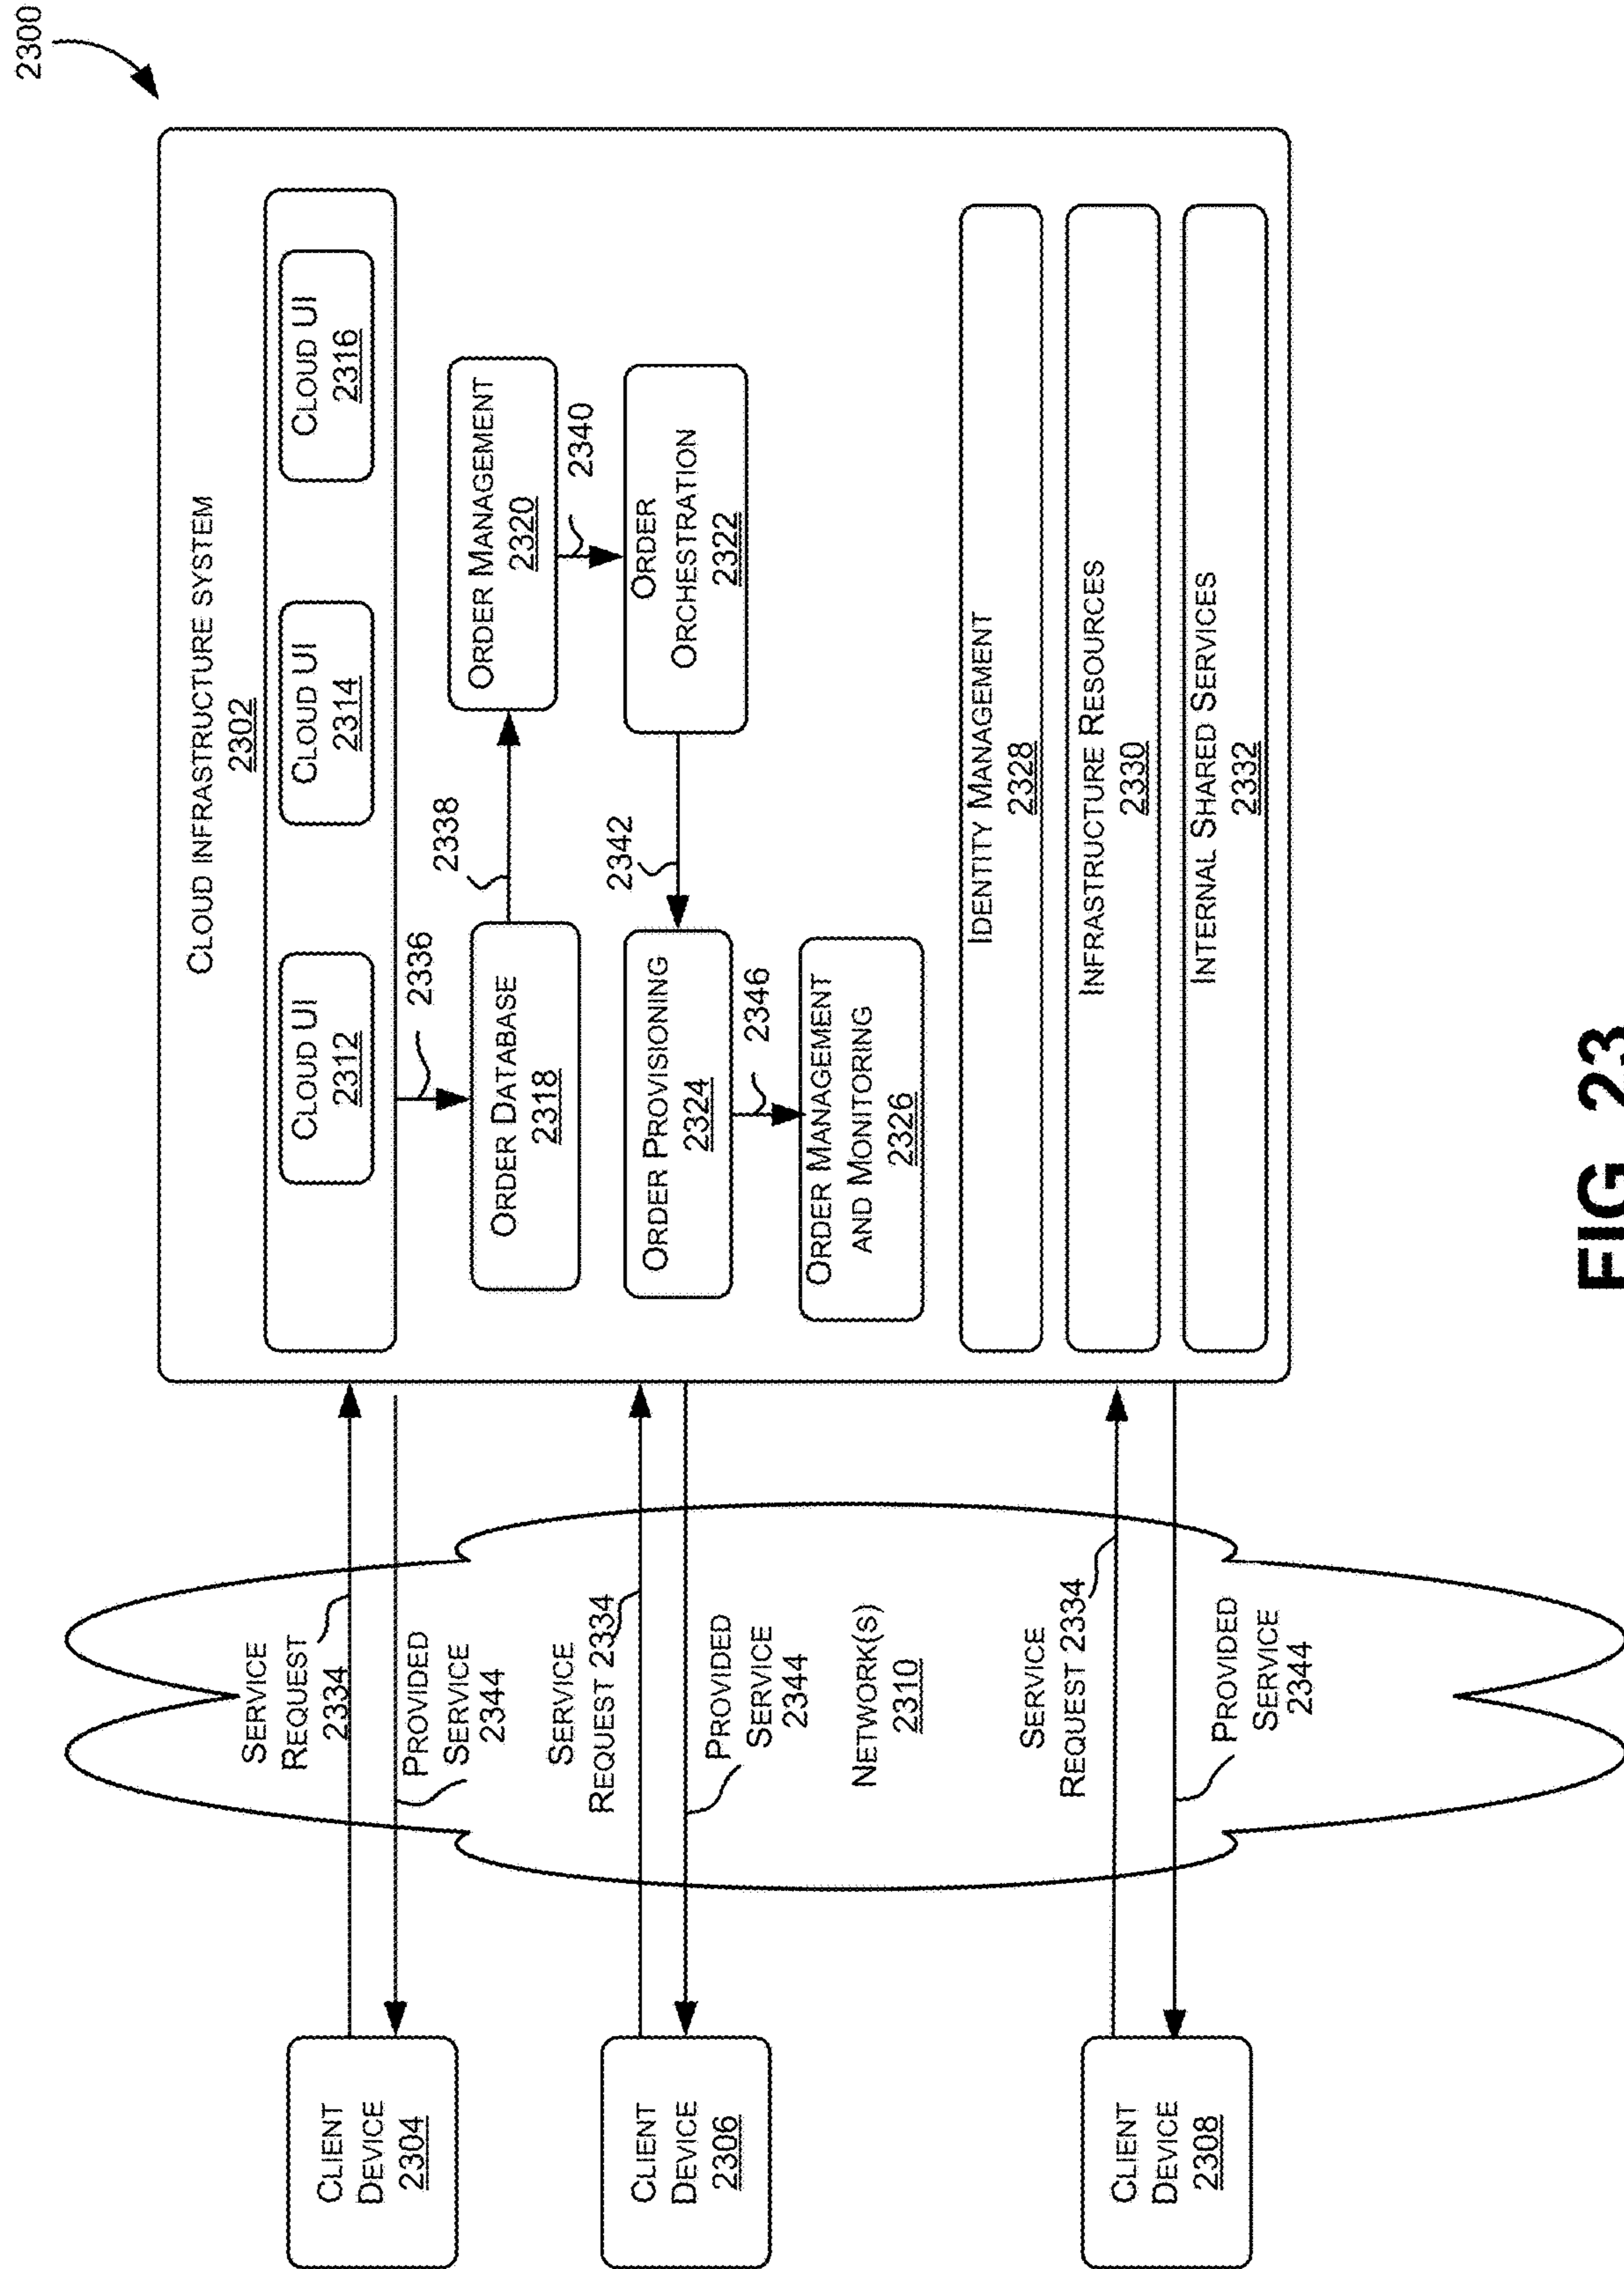 2300
CLOUD INFRASTRUCTURE SYSTEM
2302
CLOUD UI
2312
CLOUD UI
2314
CLOUD UI
2316
2336
ORDER DATABASE
2318
2338
ORDER MANAGEMENT
2320
2340
ORDER
ORCHESTRATION
2322
2342
ORDER PROVISIONING
2324
2346
ORDER MANAGEMENT
AND MONITORING
2326
IDENTITY MANAGEMENT
2328
INFRASTRUCTURE RESOURCES
2330
INTERNAL SHARED SERVICES
2332
SERVICE
REQUEST
2334
PROVIDED
SERVICE
2344
SERVICE
REQUEST 2334
PROVIDED
SERVICE
2344
NETWORK(S)
2310
SERVICE
REQUEST 2334
PROVIDED
SERVICE
2344
CLIENT
DEVICE
2304
CLIENT
DEVICE
2306
CLIENT
DEVICE
2308
FIG. 23